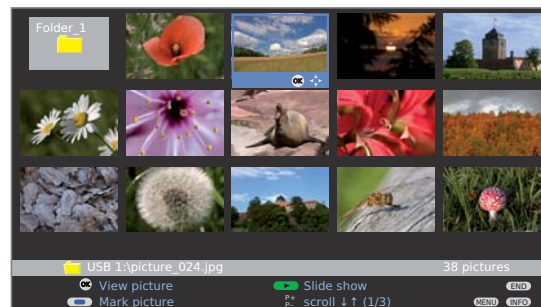 Folder_1
OK
USB 1:\picture_024.jpg 38 pictures
OK View picture Slide show END
Mark picture P+ P- scroll ↓↑ (1/3) MENU INFO